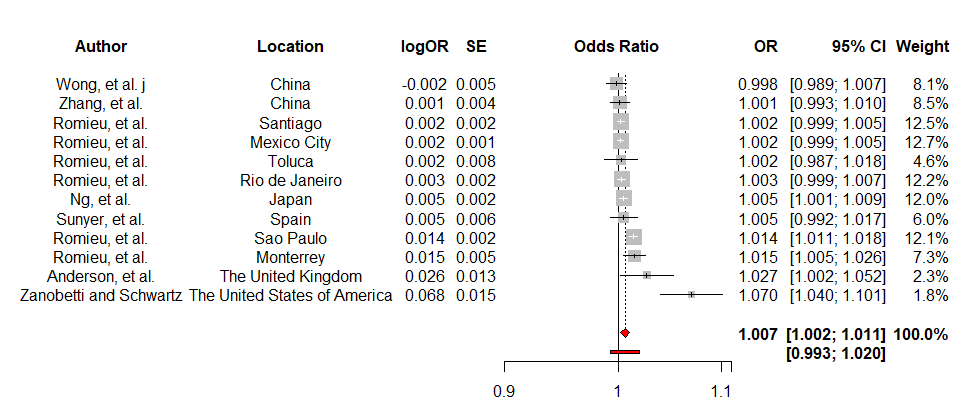 Author Location logOR SE Odds Ratio OR 95% CI Weight
Wong, et al. j China -0.002 0.005 0.998 [0.989; 1.007] 8.1%
Zhang, et al. China 0.001 0.004 1.001 [0.993; 1.010] 8.5%
Romieu, et al. Santiago 0.002 0.002 1.002 [0.999; 1.005] 12.5%
Romieu, et al. Mexico City 0.002 0.001 1.002 [0.999; 1.005] 12.7%
Romieu, et al. Toluca 0.002 0.008 1.002 [0.987; 1.018] 4.6%
Romieu, et al. Rio de Janeiro 0.003 0.002 1.003 [0.999; 1.007] 12.2%
Ng, et al. Japan 0.005 0.002 1.005 [1.001; 1.009] 12.0%
Sunyer, et al. Spain 0.005 0.006 1.005 [0.992; 1.017] 6.0%
Romieu, et al. Sao Paulo 0.014 0.002 1.014 [1.011; 1.018] 12.1%
Romieu, et al. Monterrey 0.015 0.005 1.015 [1.005; 1.026] 7.3%
Anderson, et al. The United Kingdom 0.026 0.013 1.027 [1.002; 1.052] 2.3%
Zanobetti and Schwartz The United States of America 0.068 0.015 1.070 [1.040; 1.101] 1.8%
1.007 [1.002; 1.011] 100.0%
[0.993; 1.020]
0.9 1 1.1